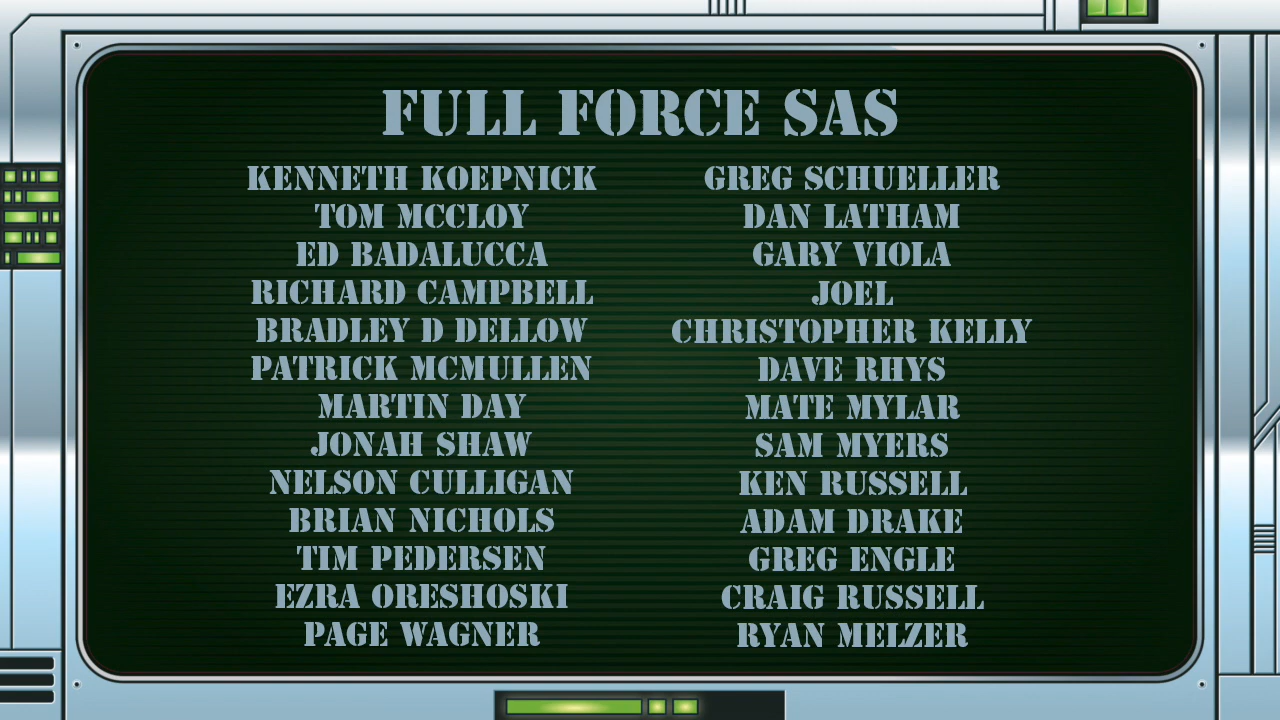 FULL FORCE SAS
KENNETH KOEPNICK
TOM MCCLOY
ED BADALUCCA
RICHARD CAMPBELL
BRADLEY D DELLOW
PATRICK MCMULLEN
MARTIN DAY
JONAH SHAW
NELSON CULLIGAN
BRIAN NICHOLS
TIM PEDERSEN
EZRA ORESHOSKI
PAGE WAGNER
GREG SCHUELLER
DAN LATHAM
GARY VIOLA
JOEL
CHRISTOPHER KELLY
DAVE RHYS
MATE MYLAR
SAM MYERS
KEN RUSSELL
ADAM DRAKE
GREG ENGLE
CRAIG RUSSELL
RYAN MELZER